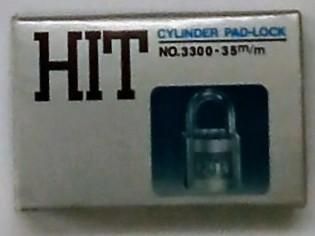 HIT
CYLINDER PAD-LOCK
NO.3300-35m/m